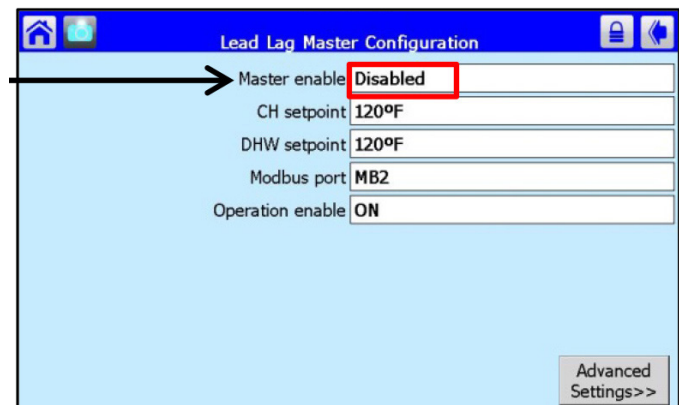 Lead Lag Master Configuration
Master enable Disabled
CH setpoint 120ºF
DHW setpoint 120ºF
Modbus port MB2
Operation enable ON
Advanced
Settings>>